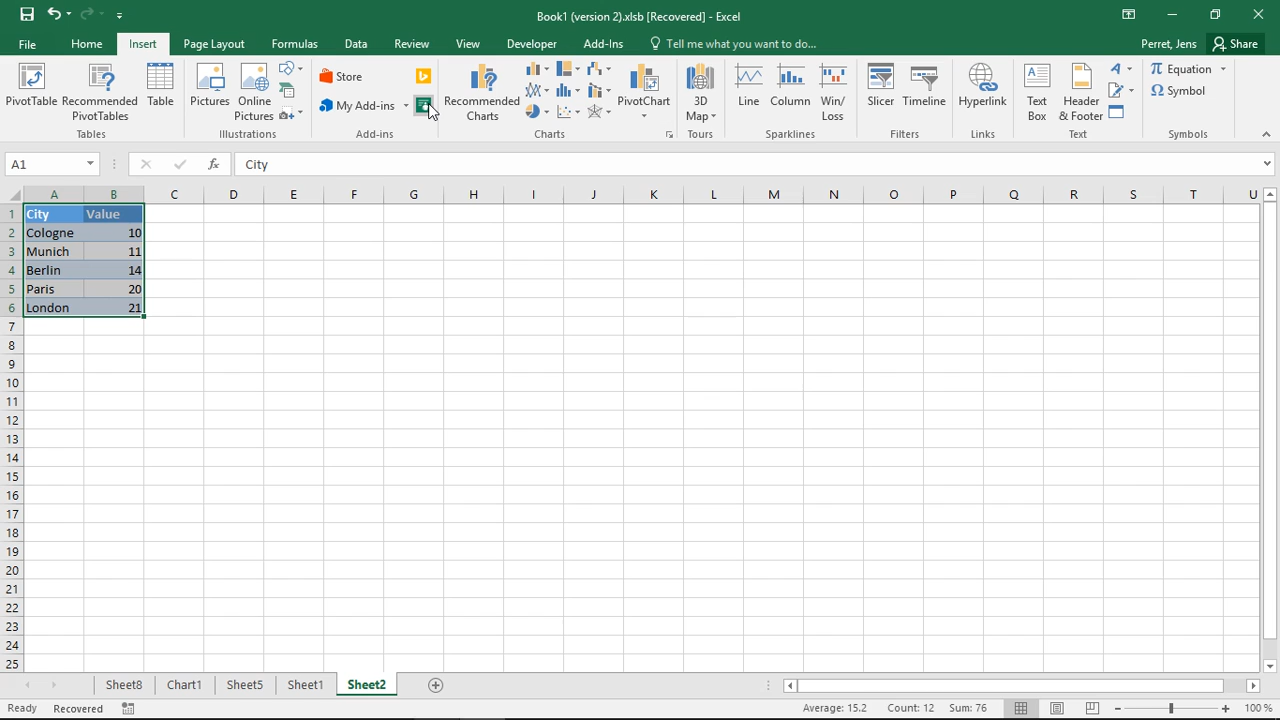 Book1 (version 2).xlsb [Recovered] - Excel
File Home Insert Page Layout Formulas Data Review View Developer Add-Ins Tell me what you want to do... Perret, Jens Share
PivotTable Recommended PivotTables Table Pictures Online Pictures Store My Add-ins Recommended Charts PivotChart 3D Map Line Column Win/ Loss Slicer Timeline Hyperlink Text Box Header & Footer Equation Symbol
Tables Illustrations Add-ins Charts Tours Sparklines Filters Links Text Symbols
A1 fx City
A B C D E F G H I J K L M N O P Q R S T U
1 City Value
2 Cologne 10
3 Munich 11
4 Berlin 14
5 Paris 20
6 London 21
7
8
9
10
11
12
13
14
15
16
17
18
19
20
21
22
23
24
25
Sheet8 Chart1 Sheet5 Sheet1 Sheet2
Ready Recovered Average: 15.2 Count: 12 Sum: 76 100 %